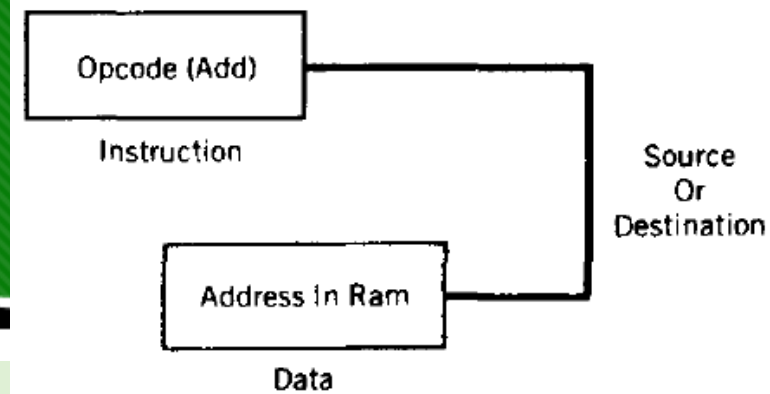 Opcode (Add)
Instruction
Source
Or
Destination
Address in Ram
Data